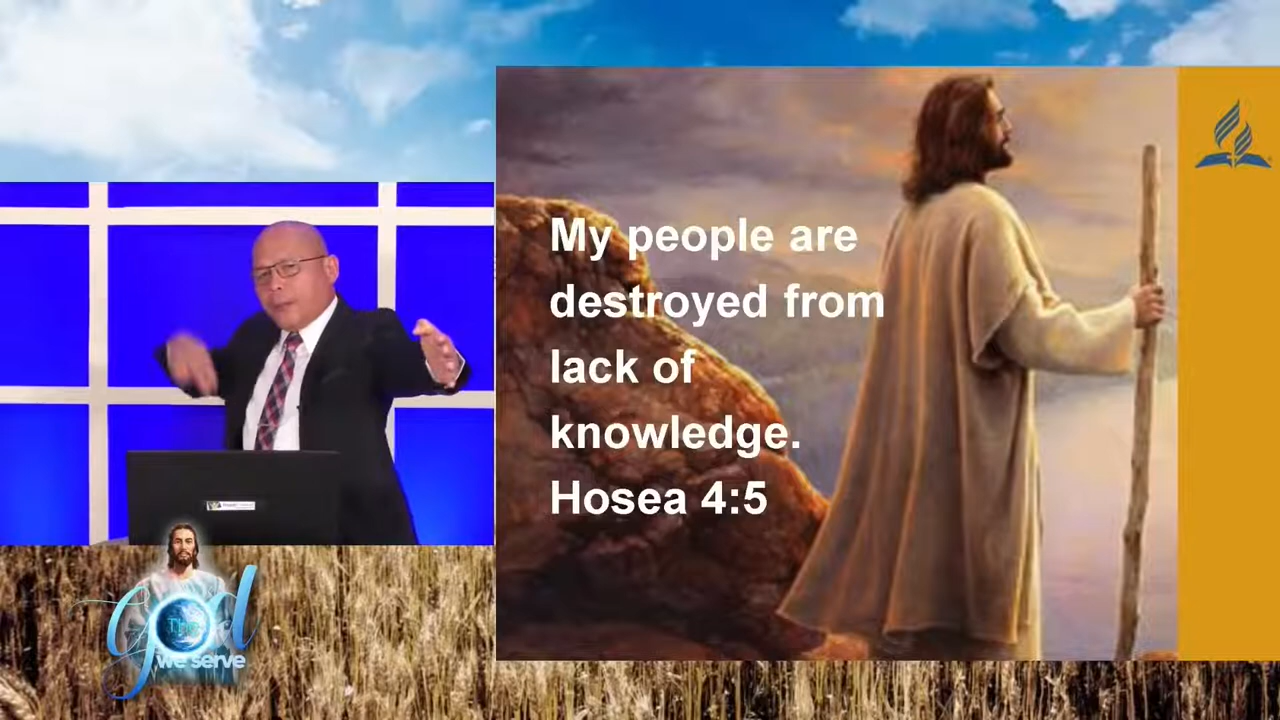 My people are
destroyed from
lack of
knowledge.
Hosea 4:5
The
God
we serve